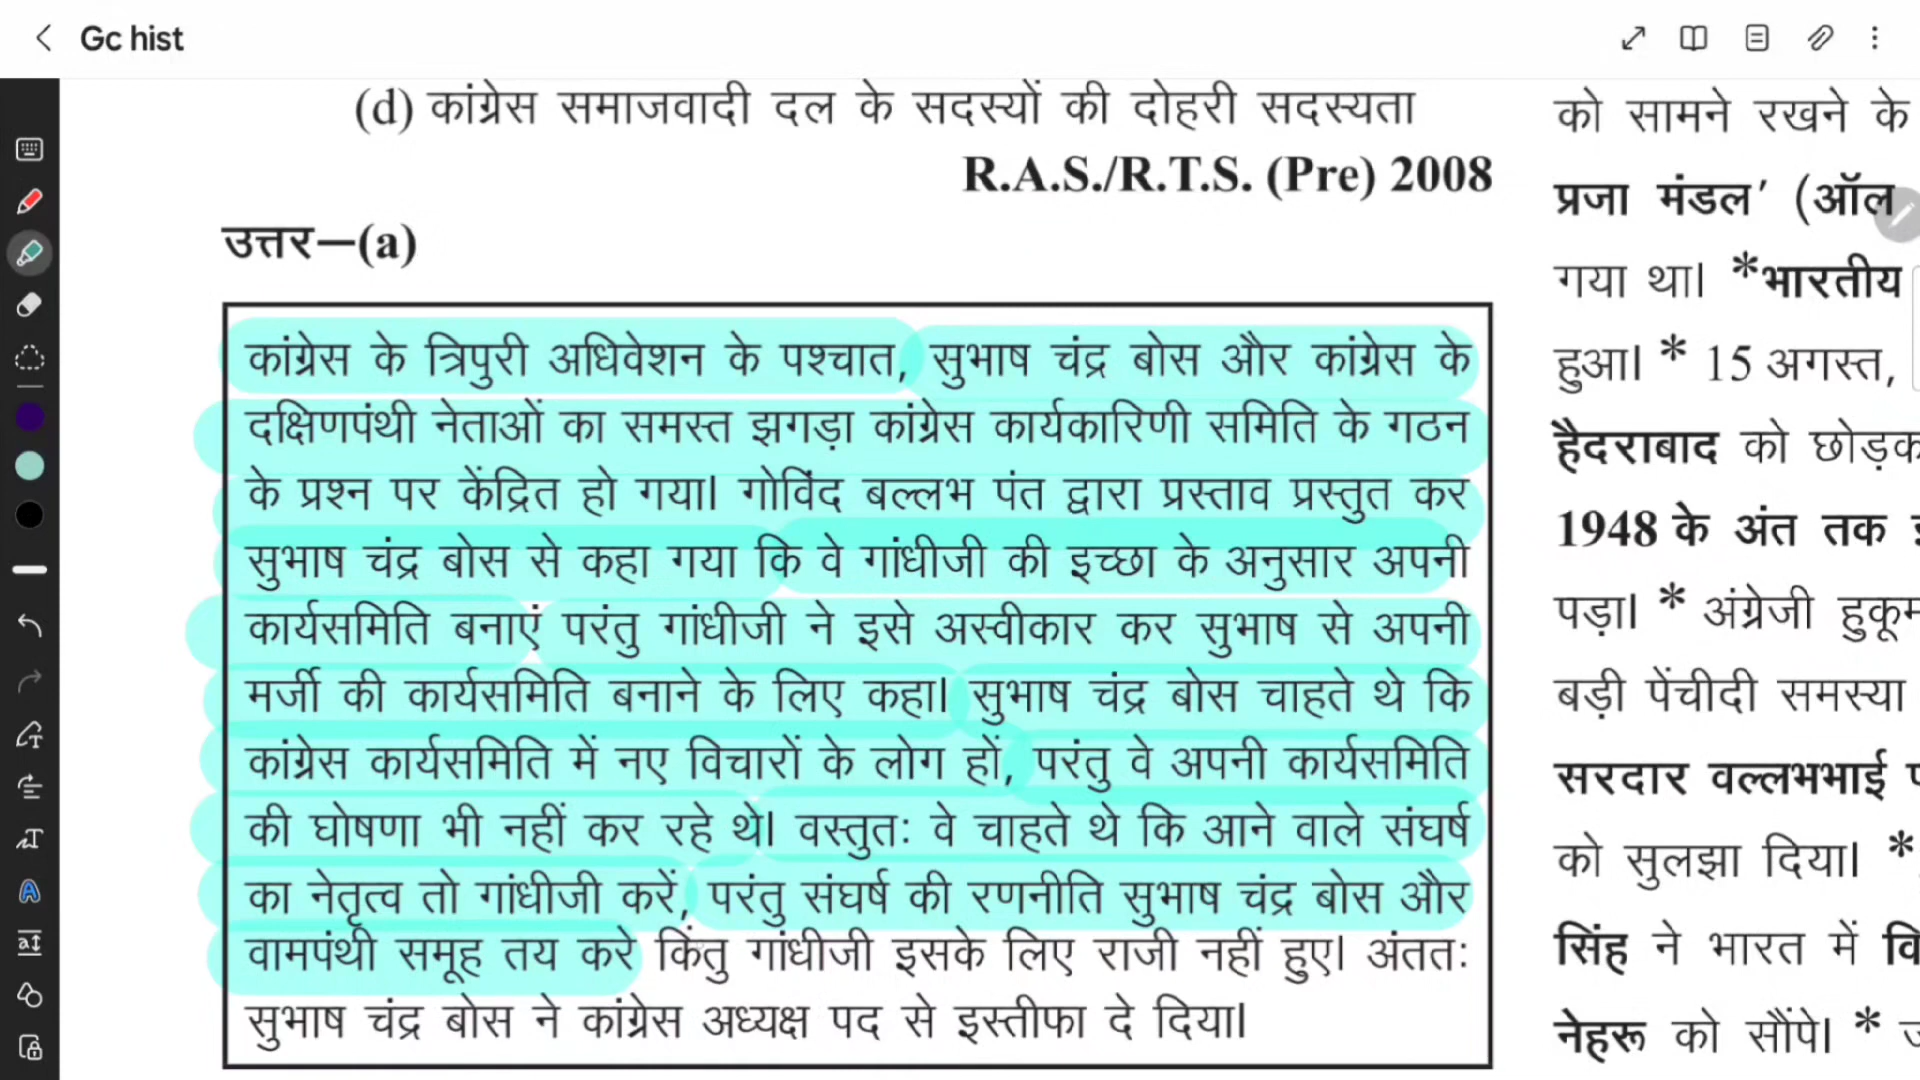 Gc hist
(d) कांग्रेस समाजवादी दल के सदस्यों की दोहरी सदस्यता
R.A.S./R.T.S. (Pre) 2008
उत्तर—(a)
कांग्रेस के त्रिपुरी अधिवेशन के पश्चात, सुभाष चंद्र बोस और कांग्रेस के
दक्षिणपंथी नेताओं का समस्त झगड़ा कांग्रेस कार्यकारिणी समिति के गठन
के प्रश्न पर केंद्रित हो गया। गोविंद बल्लभ पंत द्वारा प्रस्ताव प्रस्तुत कर
सुभाष चंद्र बोस से कहा गया कि वे गांधीजी की इच्छा के अनुसार अपनी
कार्यसमिति बनाएं परंतु गांधीजी ने इसे अस्वीकार कर सुभाष से अपनी
मर्जी की कार्यसमिति बनाने के लिए कहा। सुभाष चंद्र बोस चाहते थे कि
कांग्रेस कार्यसमिति में नए विचारों के लोग हों, परंतु वे अपनी कार्यसमिति
की घोषणा भी नहीं कर रहे थे। वस्तुतः वे चाहते थे कि आने वाले संघर्ष
का नेतृत्व तो गांधीजी करें, परंतु संघर्ष की रणनीति सुभाष चंद्र बोस और
वामपंथी समूह तय करे किंतु गांधीजी इसके लिए राजी नहीं हुए। अंततः
सुभाष चंद्र बोस ने कांग्रेस अध्यक्ष पद से इस्तीफा दे दिया।
को सामने रखने के
प्रजा मंडल' (ऑल
गया था। *भारतीय
हुआ। * 15 अगस्त,
हैदराबाद को
1948 के अंत तक
पड़ा। * अंग्रेजी
बड़ी पेंचीदी समस्या
सरदार वल्लभभाई
को सुलझा दिया। *
सिंह ने भारत में
नेहरू को सौंपे। *